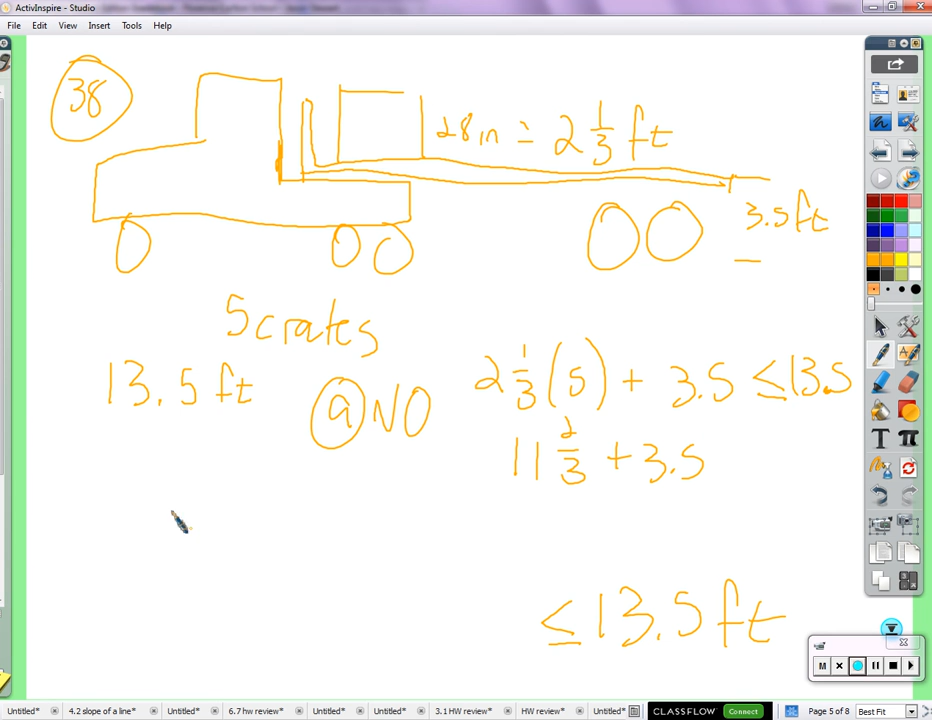 ActivInspire - Studio
File Edit View Insert Tools Help
38
28 in = 2 1/3 ft
3.5 ft
5 crates
13.5 ft
a NO
2 1/3 (5) + 3.5 ≤ 13.5
11 2/3 + 3.5
≤ 13.5 ft
T π
M
Untitled* 4.2 slope of a line* Untitled* 6.7 hw review* Untitled* Untitled* 3.1 HW review* HW review* Untitled* CLASSFLOW Connect Page 5 of 8 Best Fit